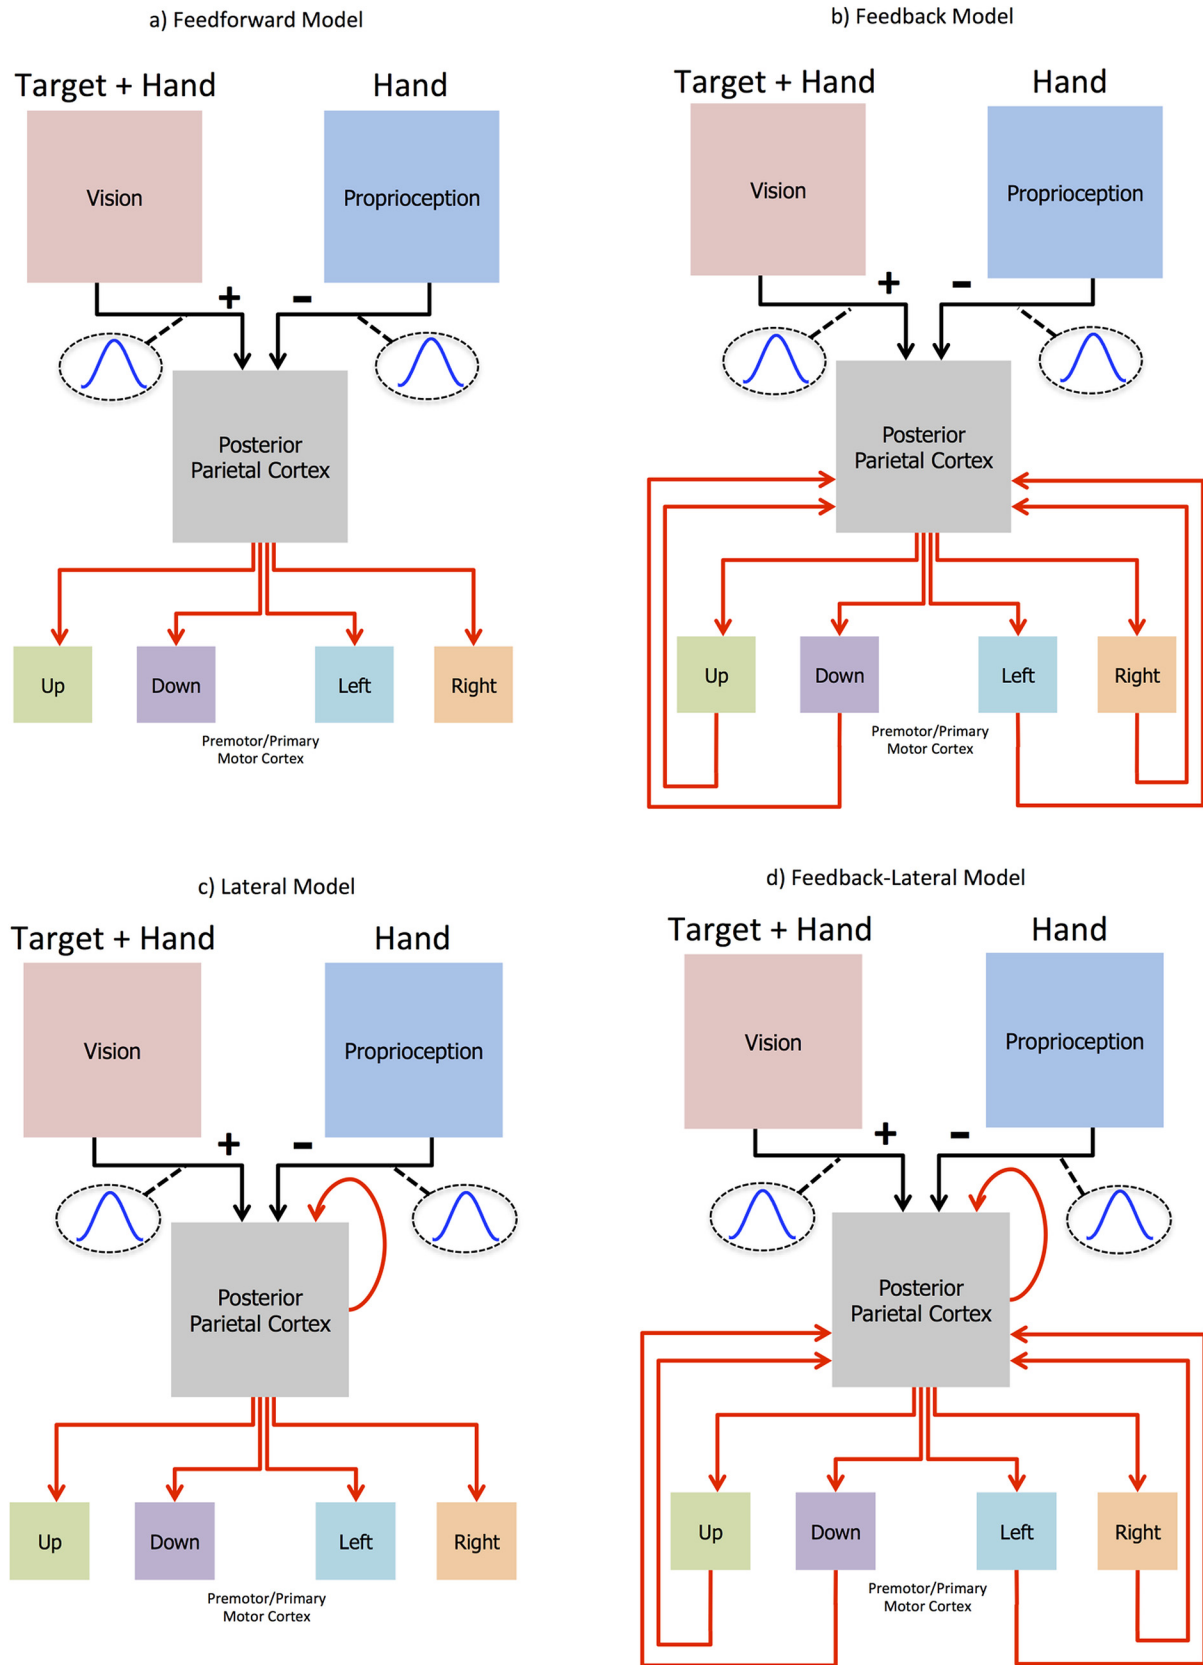 a) Feedforward Model
Target + Hand
Hand
Vision
Proprioception
+
-
Posterior
Parietal Cortex
Up
Down
Left
Right
Premotor/Primary
Motor Cortex
b) Feedback Model
Target + Hand
Hand
Vision
Proprioception
+
-
Posterior
Parietal Cortex
Up
Down
Left
Right
Premotor/Primary
Motor Cortex
c) Lateral Model
Target + Hand
Hand
Vision
Proprioception
+
-
Posterior
Parietal Cortex
Up
Down
Left
Right
Premotor/Primary
Motor Cortex
d) Feedback-Lateral Model
Target + Hand
Hand
Vision
Proprioception
+
-
Posterior
Parietal Cortex
Up
Down
Left
Right
Premotor/Primary
Motor Cortex